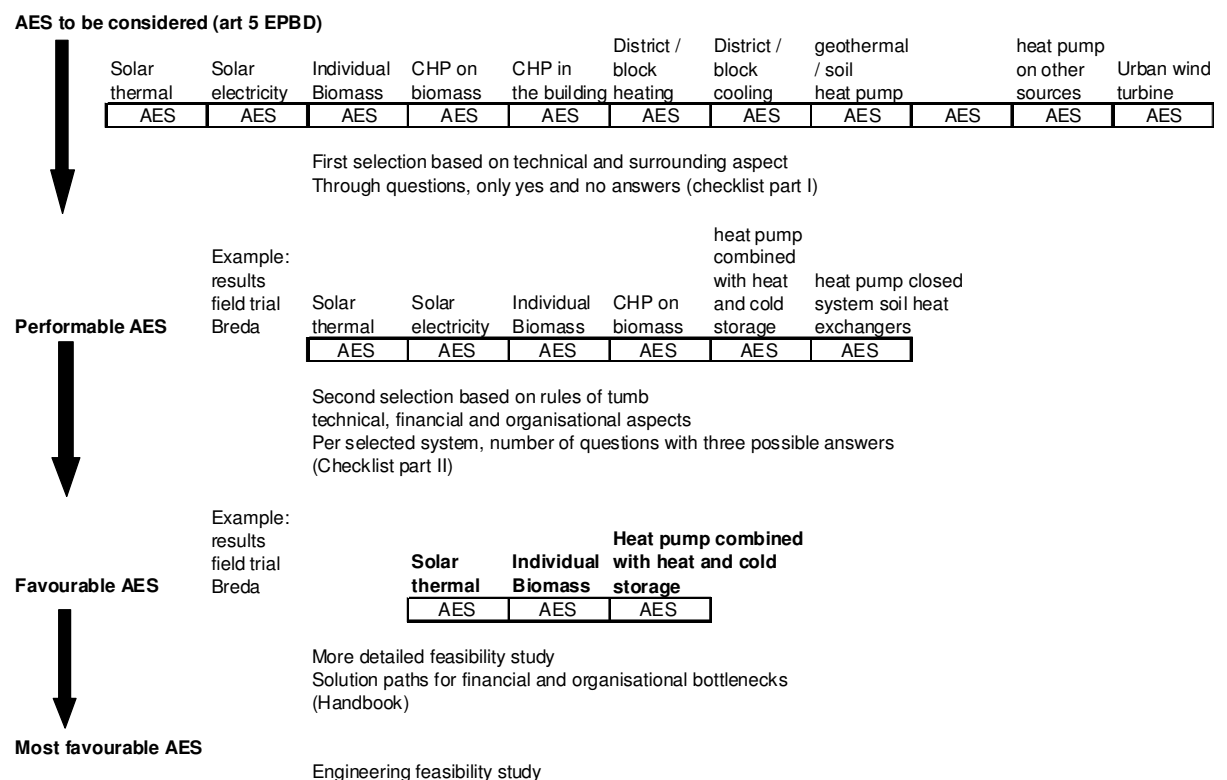 AES to be considered (art 5 EPBD)
Solar thermal
Solar electricity
Individual Biomass
CHP on biomass
CHP in the building
District / block heating
District / block cooling
geothermal / soil heat pump
heat pump on other sources
Urban wind turbine
AES AES AES AES AES AES AES AES AES AES AES
First selection based on technical and surrounding aspect
Through questions, only yes and no answers (checklist part I)
Performable AES
Example: results field trial Breda
Solar thermal
Solar electricity
Individual Biomass
CHP on biomass
heat pump combined with heat and cold storage
heat pump closed system soil heat exchangers
AES AES AES AES AES AES
Second selection based on rules of tumb
technical, financial and organisational aspects
Per selected system, number of questions with three possible answers
(Checklist part II)
Favourable AES
Example: results field trial Breda
Solar thermal
Individual Biomass
Heat pump combined with heat and cold storage
AES AES AES
More detailed feasibility study
Solution paths for financial and organisational bottlenecks
(Handbook)
Most favourable AES
Engineering feasibility study